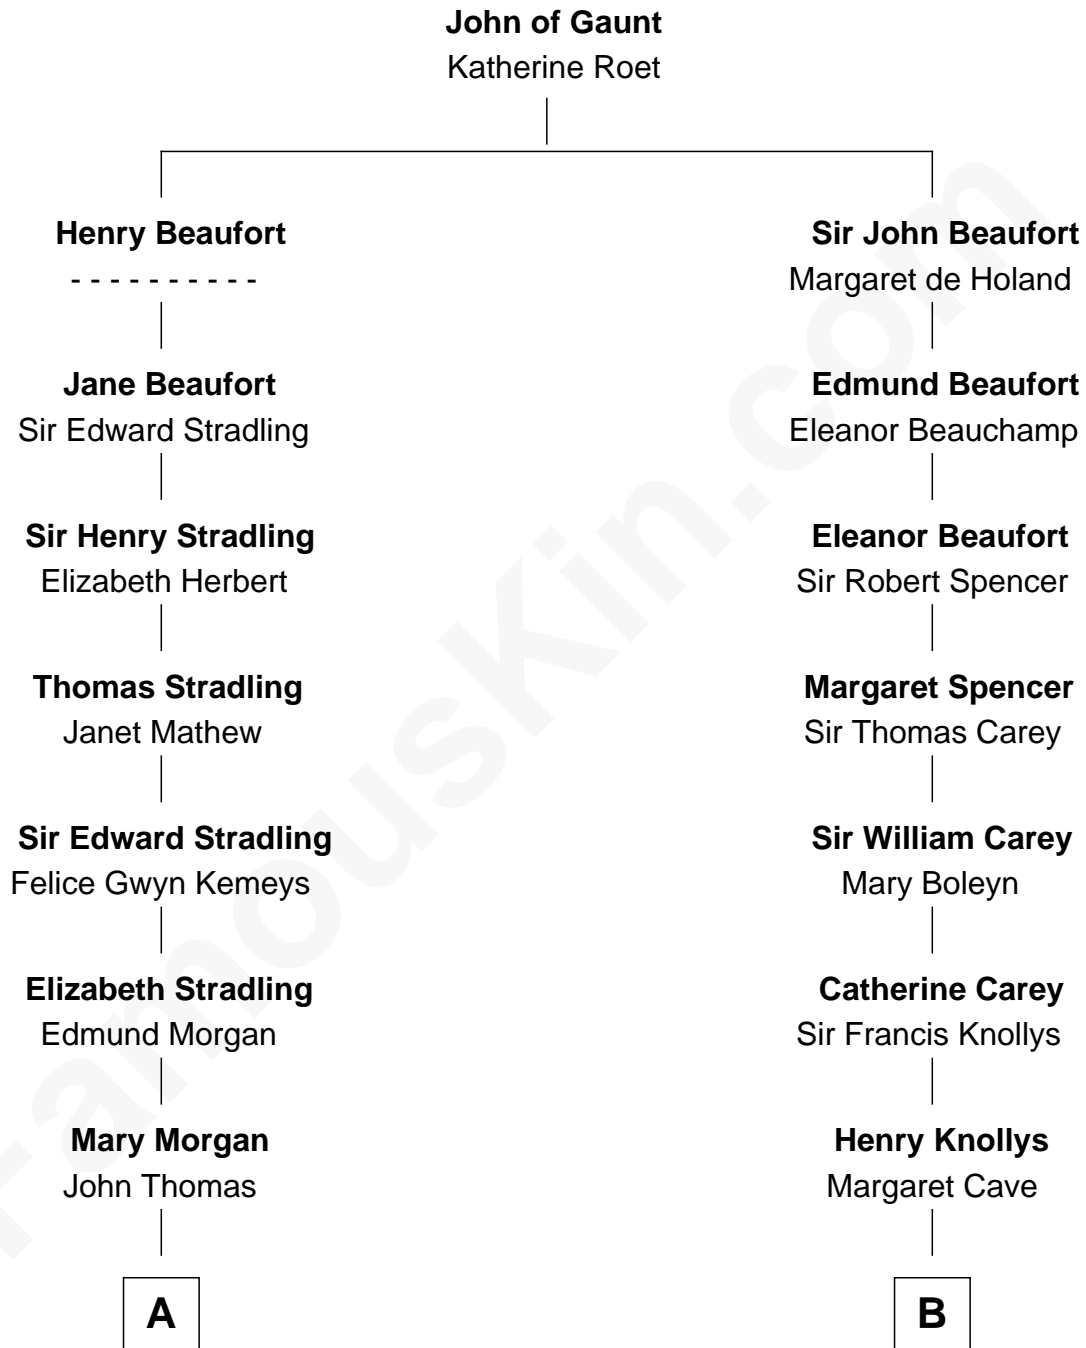 John of Gaunt
Katherine Roet
Henry Beaufort
- - - - - - - - - -
Jane Beaufort
Sir Edward Stradling
Sir Henry Stradling
Elizabeth Herbert
Thomas Stradling
Janet Mathew
Sir Edward Stradling
Felice Gwyn Kemeys
Elizabeth Stradling
Edmund Morgan
Mary Morgan
John Thomas
A
Sir John Beaufort
Margaret de Holand
Edmund Beaufort
Eleanor Beauchamp
Eleanor Beaufort
Sir Robert Spencer
Margaret Spencer
Sir Thomas Carey
Sir William Carey
Mary Boleyn
Catherine Carey
Sir Francis Knollys
Henry Knollys
Margaret Cave
B
FamousKin.com